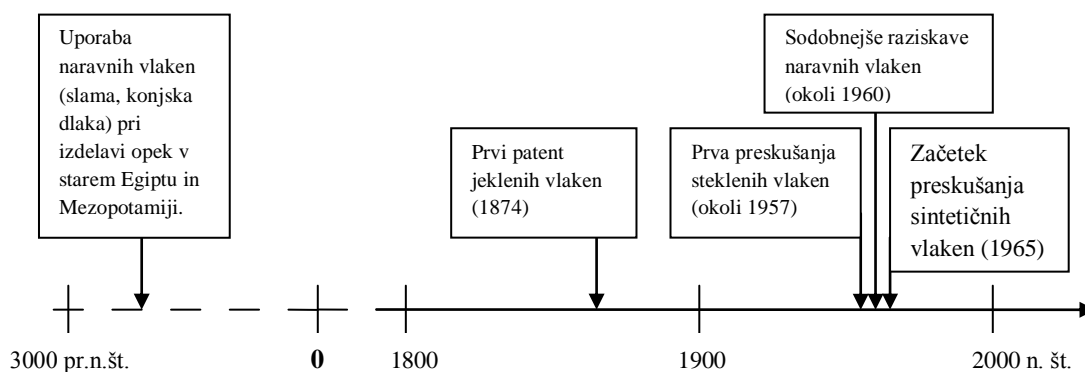 Uporaba
naravnih vlaken
(slama, konjska
dlaka) pri
izdelavi opek v
starem Egiptu in
Mezopotamiji.
Prvi patent
jeklenih vlaken
(1874)
Prva preskušanja
steklenih vlaken
(okoli 1957)
Sodobnejše raziskave
naravnih vlaken
(okoli 1960)
Začetek
preskušanja
sintetičnih
vlaken (1965)
3000 pr.n.št.
0
1800
1900
2000 n. št.